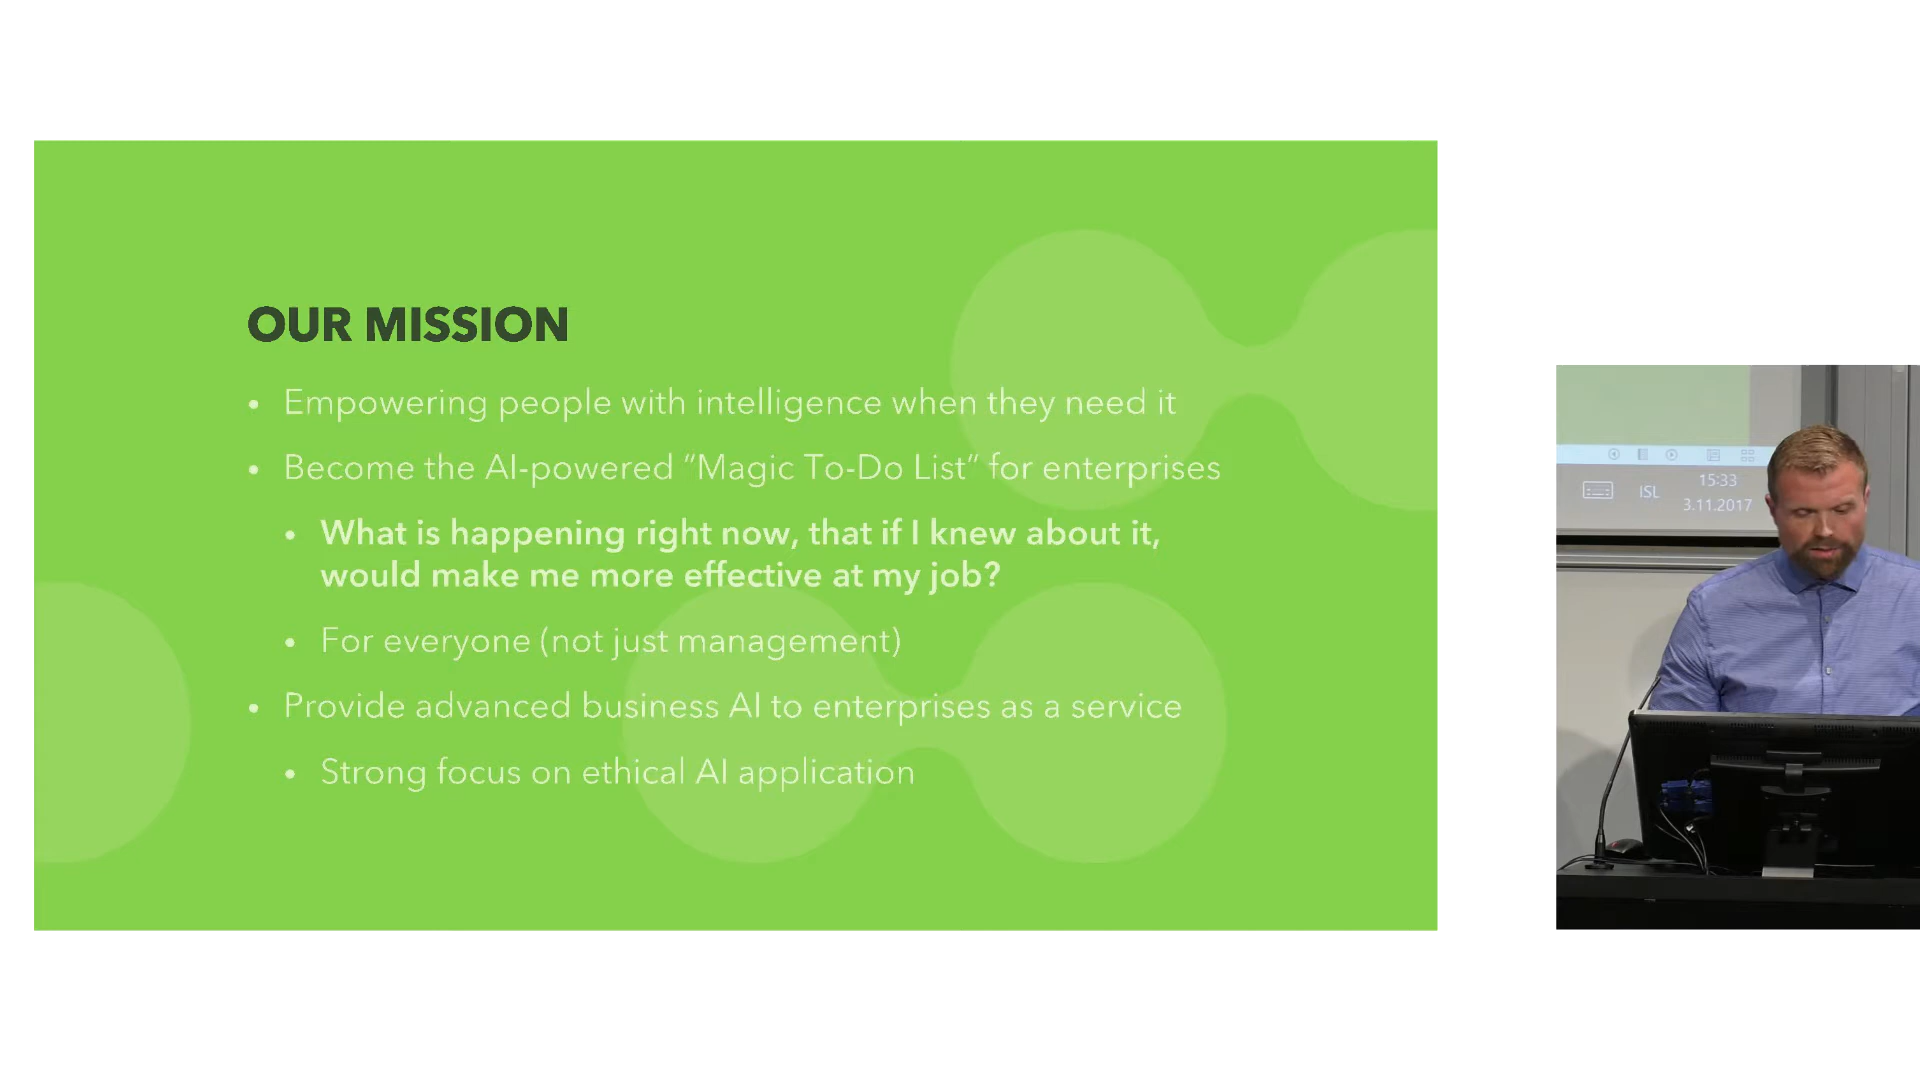 OUR MISSION
• Empowering people with intelligence when they need it
• Become the AI-powered “Magic To-Do List” for enterprises
• What is happening right now, that if I knew about it,
would make me more effective at my job?
• For everyone (not just management)
• Provide advanced business AI to enterprises as a service
• Strong focus on ethical AI application
ISL
15:33
3.11.2017